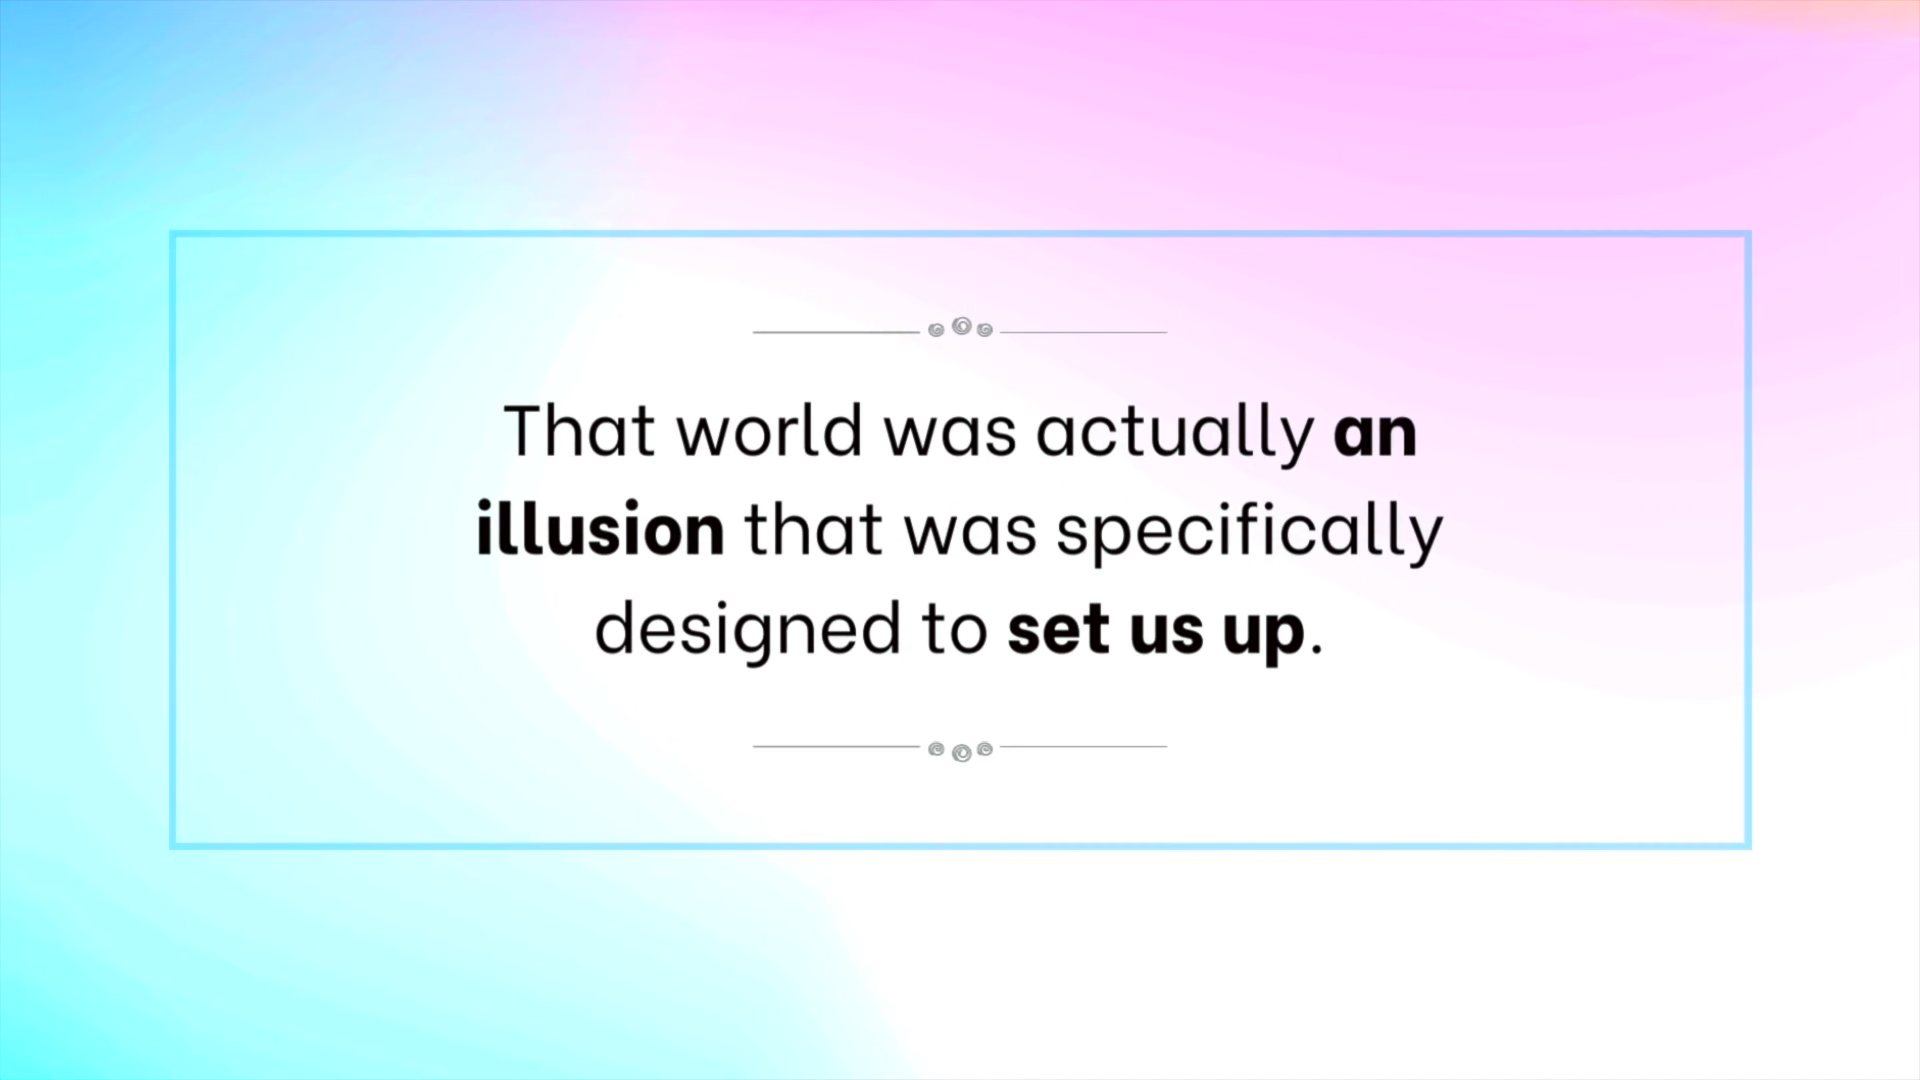 That world was actually an
illusion that was specifically
designed to set us up.